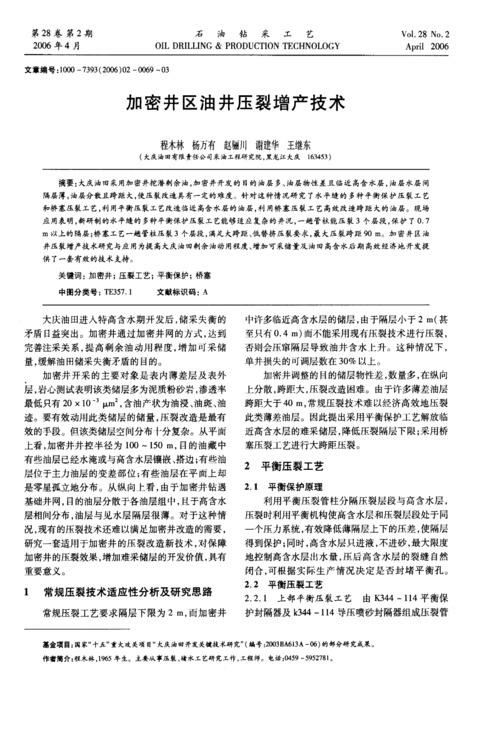 第 28 卷 第 2 期
石 油 钻 采 工 艺
Vol. 28 No. 2
2006 年 4 月
OIL DRILLING & PRODUCTION TECHNOLOGY
April 2006
文章编号:1000-7393(2006)02-0069-03
加密井区油井压裂增产技术
程木林 杨万有 赵骊川 谢建华 王继东
(大庆油田有限责任公司采油工程研究院,黑龙江大庆 163453)
摘要:大庆油田采用加密井挖潜剩余油,加密井开发的目的油层多、油层物性差且临近高含水层,油层水层间
隔层薄,油层分散且跨距大,使压裂改造具有一定的难度。针对这种情况研究了水平缝的多种平衡保护压裂工艺
和桥塞压裂工艺,利用平衡压裂工艺改造临近高含水层的油层,利用桥塞压裂工艺高效改造跨距大的油层。现场
应用表明,新研制的水平缝的多种平衡保护压裂工艺能够适应复杂的井况,一趟管柱能压裂 3 个层段,保护了 0.7
m 以上的隔层;桥塞工艺一趟管柱压裂 3 个层段,满足大跨距、低替挤压裂要求,最大压裂跨距 90 m。加密井区油
井压裂增产技术研究与应用为提高大庆油田剩余油动用程度、增加可采储量及油田高含水后期高效经济地开发提
供了一套有效的技术支持。
关键词:加密井;压裂工艺;平衡保护;桥塞
中图分类号:TE357.1 文献标识码:A
大庆油田进入特高含水期开发后,储采失衡的
矛盾日益突出。加密井通过加密井网的方式,达到
完善注采关系,提高剩余油动用程度,增加可采储
量,缓解油田储采失衡矛盾的目的。
加密井开采的主要对象是表内薄差层及表外
层,岩心测试表明该类储层多为泥质粉砂岩,渗透率
最低只有 20×10⁻³ μm²,含油产状为油浸、油斑、油
迹。要有效动用此类储层的储量,压裂改造是最有
效的手段。但该类储层空间分布十分复杂。从平面
上看,加密井井控半径为 100~150 m,目的油藏中
有些油层已经水淹或与高含水层镶嵌、搭边;有些油
层位于主力油层的变差部位;有些油层在平面上却
是零星孤立地分布。从纵向上看,由于加密井钻遇
基础井网,目的油层分散于各油层组中,且于高含水
层相间分布,油层与见水层隔层很薄。对于这种情
况,现有的压裂技术还难以满足加密井改造的需要,
研究一套适用于加密井的压裂改造新技术,对保障
加密井的压裂效果,增加难采储层的开发价值,具有
重要意义。
1 常规压裂技术适应性分析及研究思路
常规压裂工艺要求隔层下限为 2 m,而加密井
中许多临近高含水层的储层,由于隔层小于 2 m(甚
至只有 0.4 m)而不能采用现有压裂技术进行压裂,
否则会压窜隔层导致油井含水上升。这种情况下,
单井损失的可调层数在 30% 以上。
加密井调整的目的储层物性差,数量多,在纵向
上分散,跨距大,压裂改造困难。由于许多薄差油层
跨距大于 40 m,常规压裂技术难以经济高效地压裂
此类薄差油层。因此提出采用平衡保护工艺解放临
近高含水层的难采储层,降低压裂隔层下限;采用桥
塞压裂工艺进行大跨距压裂。
2 平衡压裂工艺
2.1 平衡保护原理
利用平衡压裂管柱分隔压裂层段与高含水层,
压裂时利用平衡机构使高含水层和压裂层段处于同
一个压力系统,有效降低薄隔层上下的压差,使隔层
得到保护;同时,高含水层只进液,不进砂,最大限度
地控制高含水层出水量,压后高含水层的裂缝自然
闭合,可根据实际生产情况决定是否封堵平衡孔。
2.2 平衡压裂工艺
2.2.1 上部平衡压裂工艺 由 K344-114 平衡保
护封隔器及 k344-114 导压喷砂封隔器组成压裂管
基金项目:国家“十五”重大攻关项目“大庆油田开发关键技术研究”(编号:2003BA613A-06)的部分研究成果。
作者简介:程木林,1965 年生。主要从事压裂、堵水工艺研究工作,工程师。电话:0459-5952781。